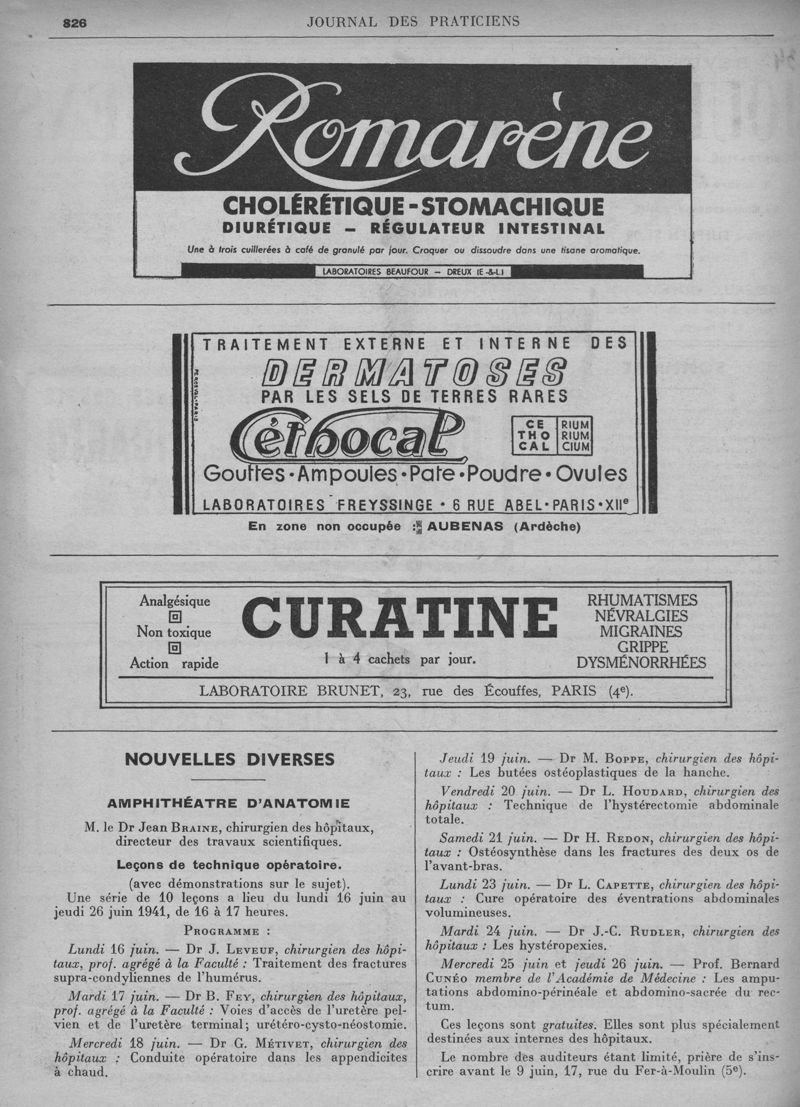 826
JOURNAL DES PRATICIENS
Romarène
CHOLÉRÉTIQUE-STOMACHIQUE
DIURÉTIQUE — RÉGULATEUR INTESTINAL
Une à trois cuillerées à café de granulé par jour. Croquer ou dissoudre dans une tisane aromatique.
LABORATOIRES BEAUFOUR — DREUX (E-&-L)
TRAITEMENT EXTERNE ET INTERNE DES
DERMATOSES
PAR LES SELS DE TERRES RARES
Céthocal
CE RIUM
THO RIUM
CAL CIUM
Gouttes•Ampoules•Pate•Poudre•Ovules
LABORATOIRES FREYSSINGE • 6 RUE ABEL•PARIS•XIIe
En zone non occupée : AUBENAS (Ardèche)
Analgésique
Non toxique
Action rapide
CURATINE
1 à 4 cachets par jour.
RHUMATISMES
NÉVRALGIES
MIGRAINES
GRIPPE
DYSMÉNORRHÉES
LABORATOIRE BRUNET, 23, rue des Écouffes, PARIS (4e).
NOUVELLES DIVERSES
AMPHITHÉATRE D'ANATOMIE
M. le Dr Jean BRAINE, chirurgien des hôpitaux,
directeur des travaux scientifiques.
Leçons de technique opératoire.
(avec démonstrations sur le sujet).
Une série de 10 leçons a lieu du lundi 16 juin au
jeudi 26 juin 1941, de 16 à 17 heures.
PROGRAMME :
Lundi 16 juin. — Dr J. LEVEUF, chirurgien des hôpi-
taux, prof. agrégé à la Faculté : Traitement des fractures
supra-condyliennes de l'humérus.
Mardi 17 juin. — Dr B. FEY, chirurgien des hôpitaux,
prof. agrégé à la Faculté : Voies d'accès de l'uretère pel-
vien et de l'uretère terminal ; urétéro-cysto-néostomie.
Mercredi 18 juin. — Dr G. MÉTIVET, chirurgien des
hôpitaux : Conduite opératoire dans les appendicites
à chaud.
Jeudi 19 juin. — Dr M. BOPPE, chirurgien des hôpi-
taux : Les butées ostéoplastiques de la hanche.
Vendredi 20 juin. — Dr L. HOUDARD, chirurgien des
hôpitaux : Technique de l'hystérectomie abdominale
totale.
Samedi 21 juin. — Dr H. REDON, chirurgien des hôpi-
taux : Ostéosynthèse dans les fractures des deux os de
l'avant-bras.
Lundi 23 juin. — Dr L. CAPETTE, chirurgien des hôpi-
taux : Cure opératoire des éventrations abdominales
volumineuses.
Mardi 24 juin. — Dr J.-C. RUDLER, chirurgien des
hôpitaux : Les hystéropexies.
Mercredi 25 juin et jeudi 26 juin. — Prof. Bernard
CUNÉO membre de l'Académie de Médecine : Les ampu-
tations abdomino-périnéale et abdomino-sacrée du rec-
tum.
Ces leçons sont gratuites. Elles sont plus spécialement
destinées aux internes des hôpitaux.
Le nombre des auditeurs étant limité, prière de s'ins-
crire avant le 9 juin, 17, rue du Fer-à-Moulin (5e).